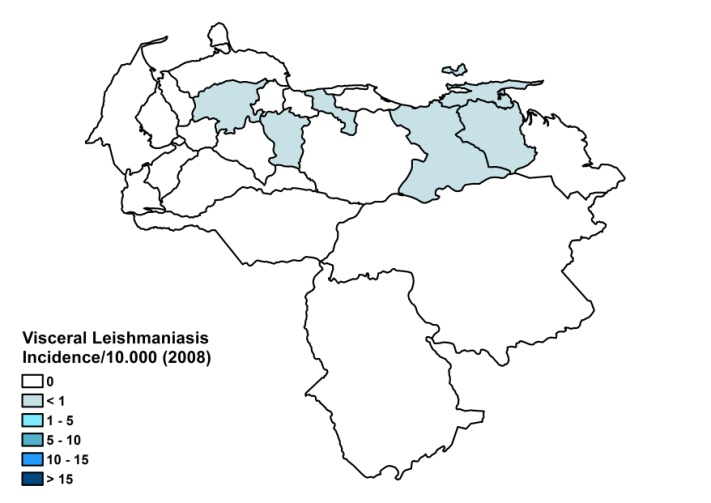 Visceral Leishmaniasis
Incidence/10.000 (2008)
0
< 1
1 - 5
5 - 10
10 - 15
> 15